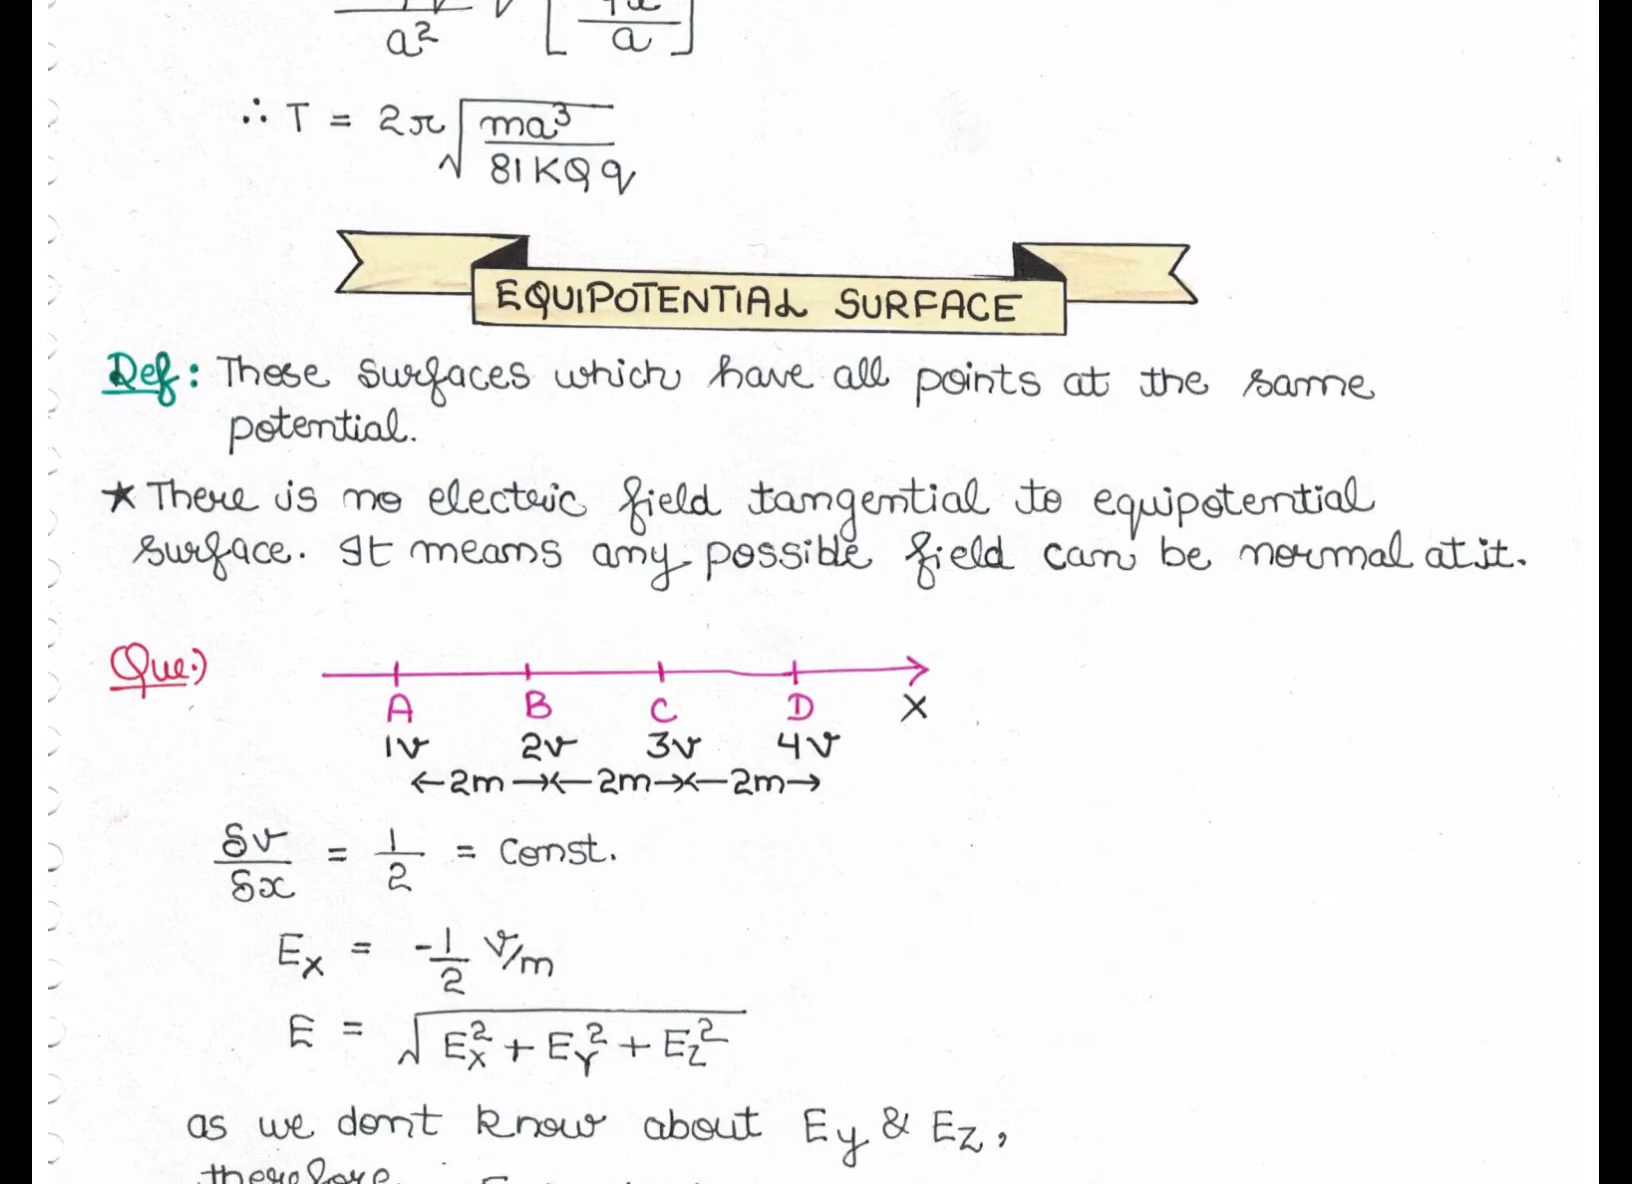 a²
a
∴ T = 2π √(ma³ / 81KQq)
EQUIPOTENTIAL SURFACE
Def: These surfaces which have all points at the same
potential.
★ There is no electric field tangential to equipotential
surface. It means any possible field can be normal at it.
Que:)
A B C D X
1v 2v 3v 4v
←2m→←2m→←2m→
δv/δx = 1/2 = Const.
Ex = -1/2 v/m
E = √(Ex² + Ey² + Ez²)
as we don't know about Ey & Ez,
therefore